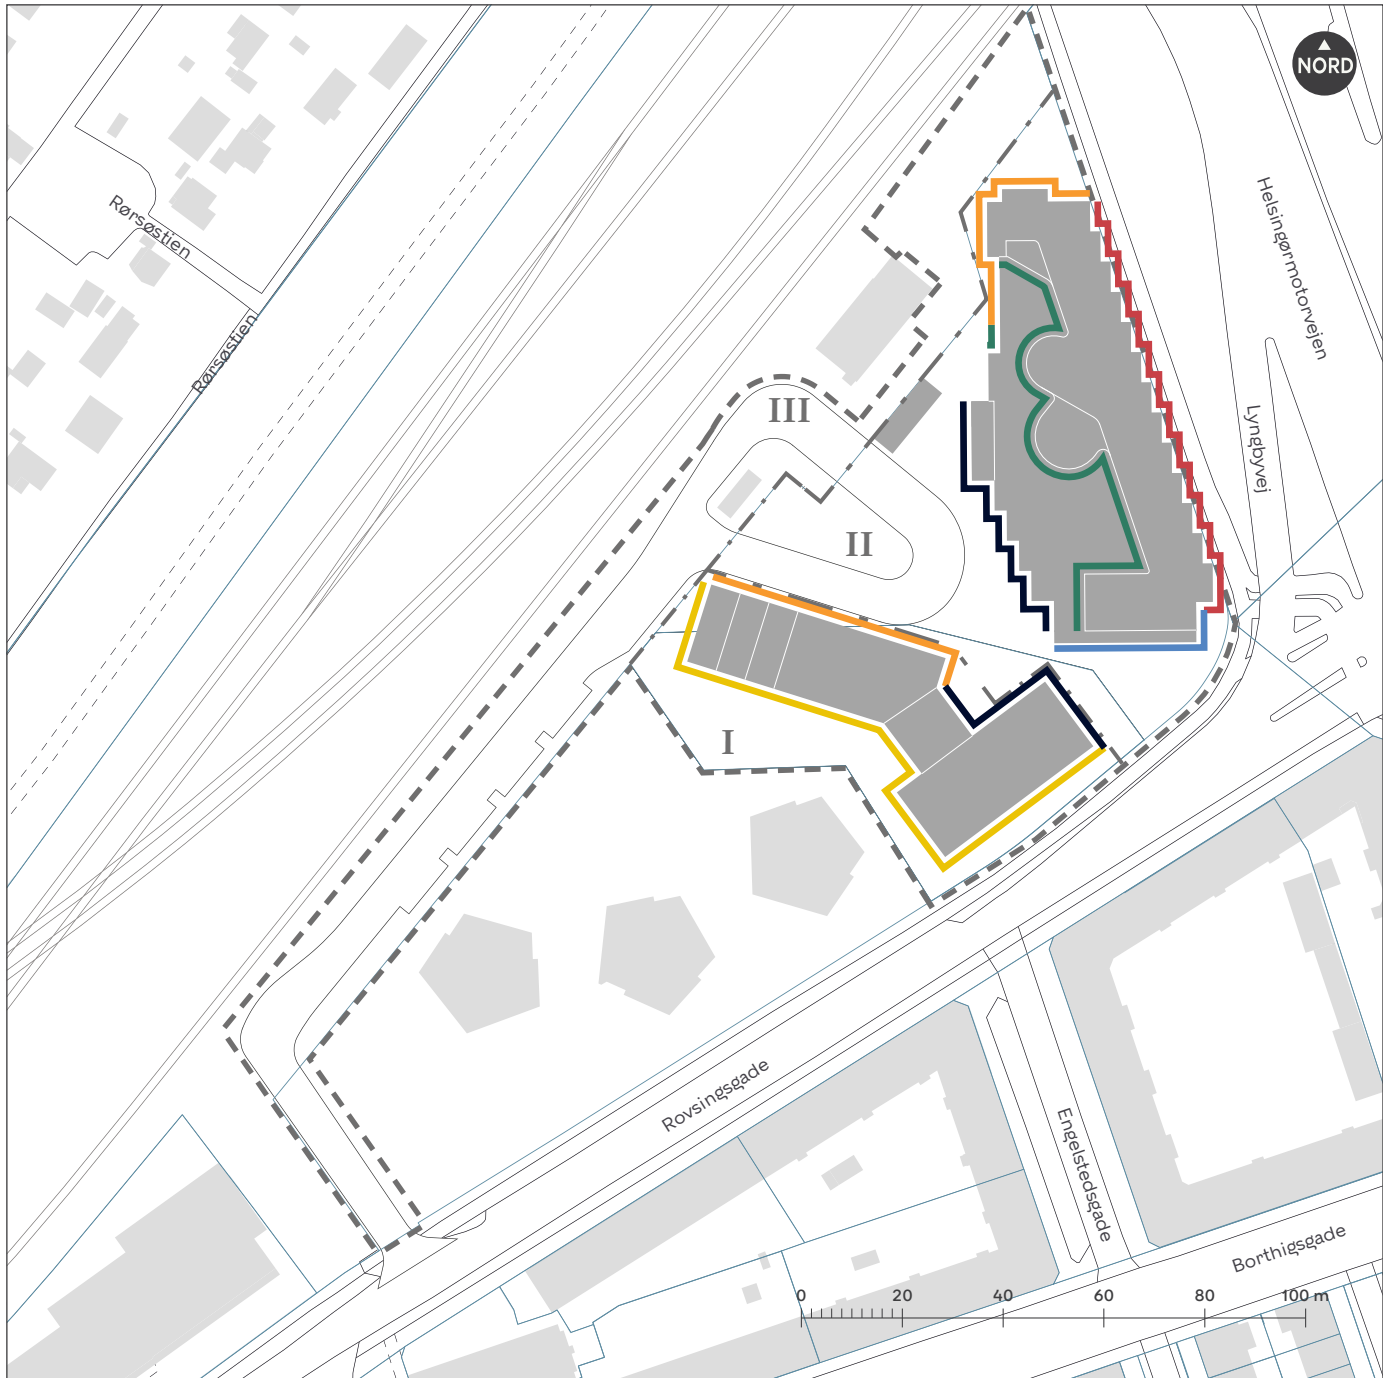 NORD
Rørsøstien
Helsingørmotorvejen
Rørsøstien
III
Lyngbyvej
II
I
Rovsingsgade
Engelstedsgade
Borthigsgade
0 20 40 60 80 100 m